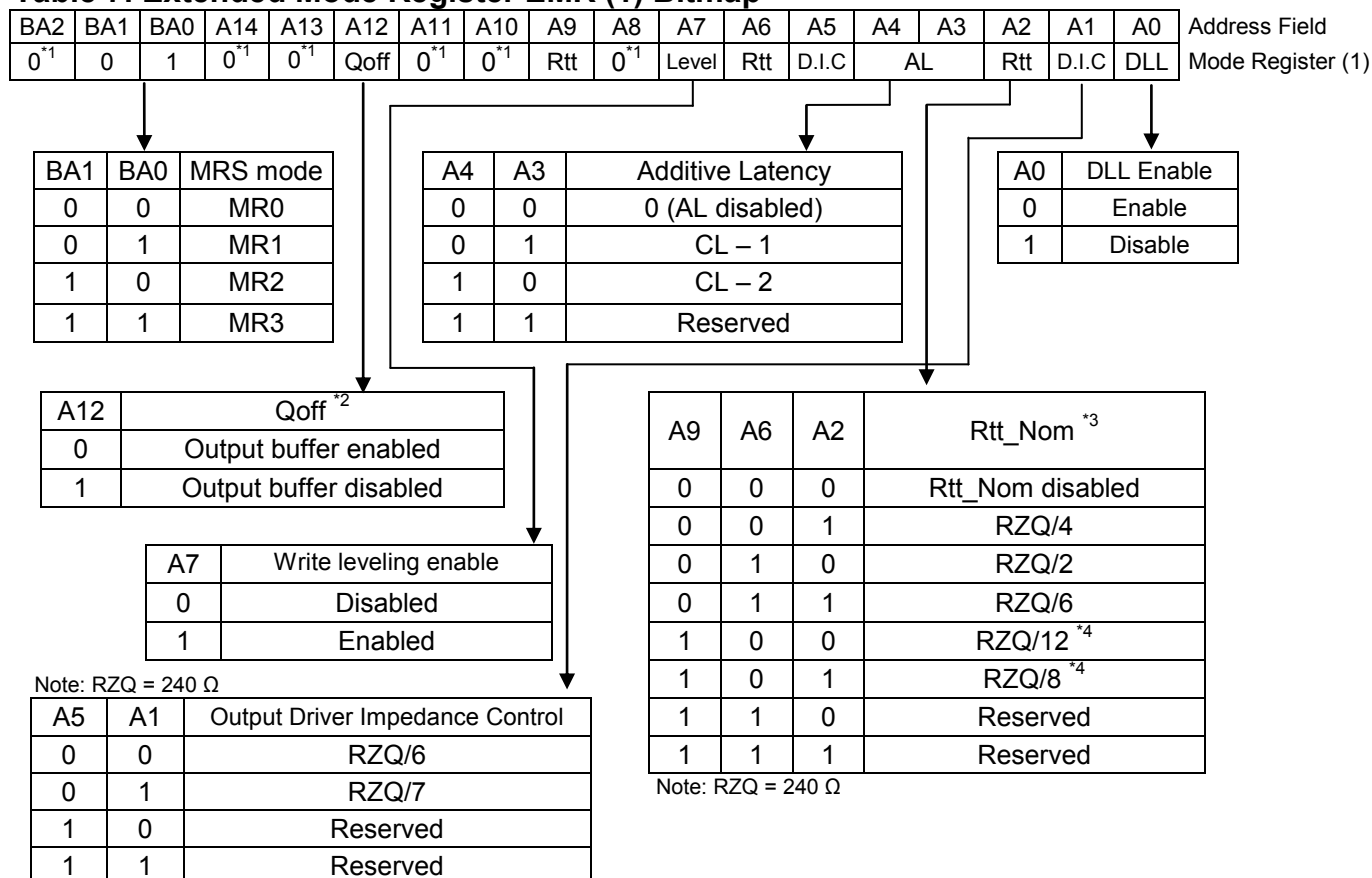 BA2 BA1 BA0 A14 A13 A12 A11 A10 A9 A8 A7 A6 A5 A4 A3 A2 A1 A0 Address Field
0*1 0 1 0*1 0*1 Qoff 0*1 0*1 Rtt 0*1 Level Rtt D.I.C AL Rtt D.I.C DLL Mode Register (1)
BA1 BA0 MRS mode
0 0 MR0
0 1 MR1
1 0 MR2
1 1 MR3
A4 A3 Additive Latency
0 0 0 (AL disabled)
0 1 CL – 1
1 0 CL – 2
1 1 Reserved
A0 DLL Enable
0 Enable
1 Disable
A12 Qoff *2
0 Output buffer enabled
1 Output buffer disabled
A9 A6 A2 Rtt_Nom *3
0 0 0 Rtt_Nom disabled
0 0 1 RZQ/4
0 1 0 RZQ/2
0 1 1 RZQ/6
1 0 0 RZQ/12 *4
1 0 1 RZQ/8 *4
1 1 0 Reserved
1 1 1 Reserved
Note: RZQ = 240 Ω
A7 Write leveling enable
0 Disabled
1 Enabled
Note: RZQ = 240 Ω
A5 A1 Output Driver Impedance Control
0 0 RZQ/6
0 1 RZQ/7
1 0 Reserved
1 1 Reserved